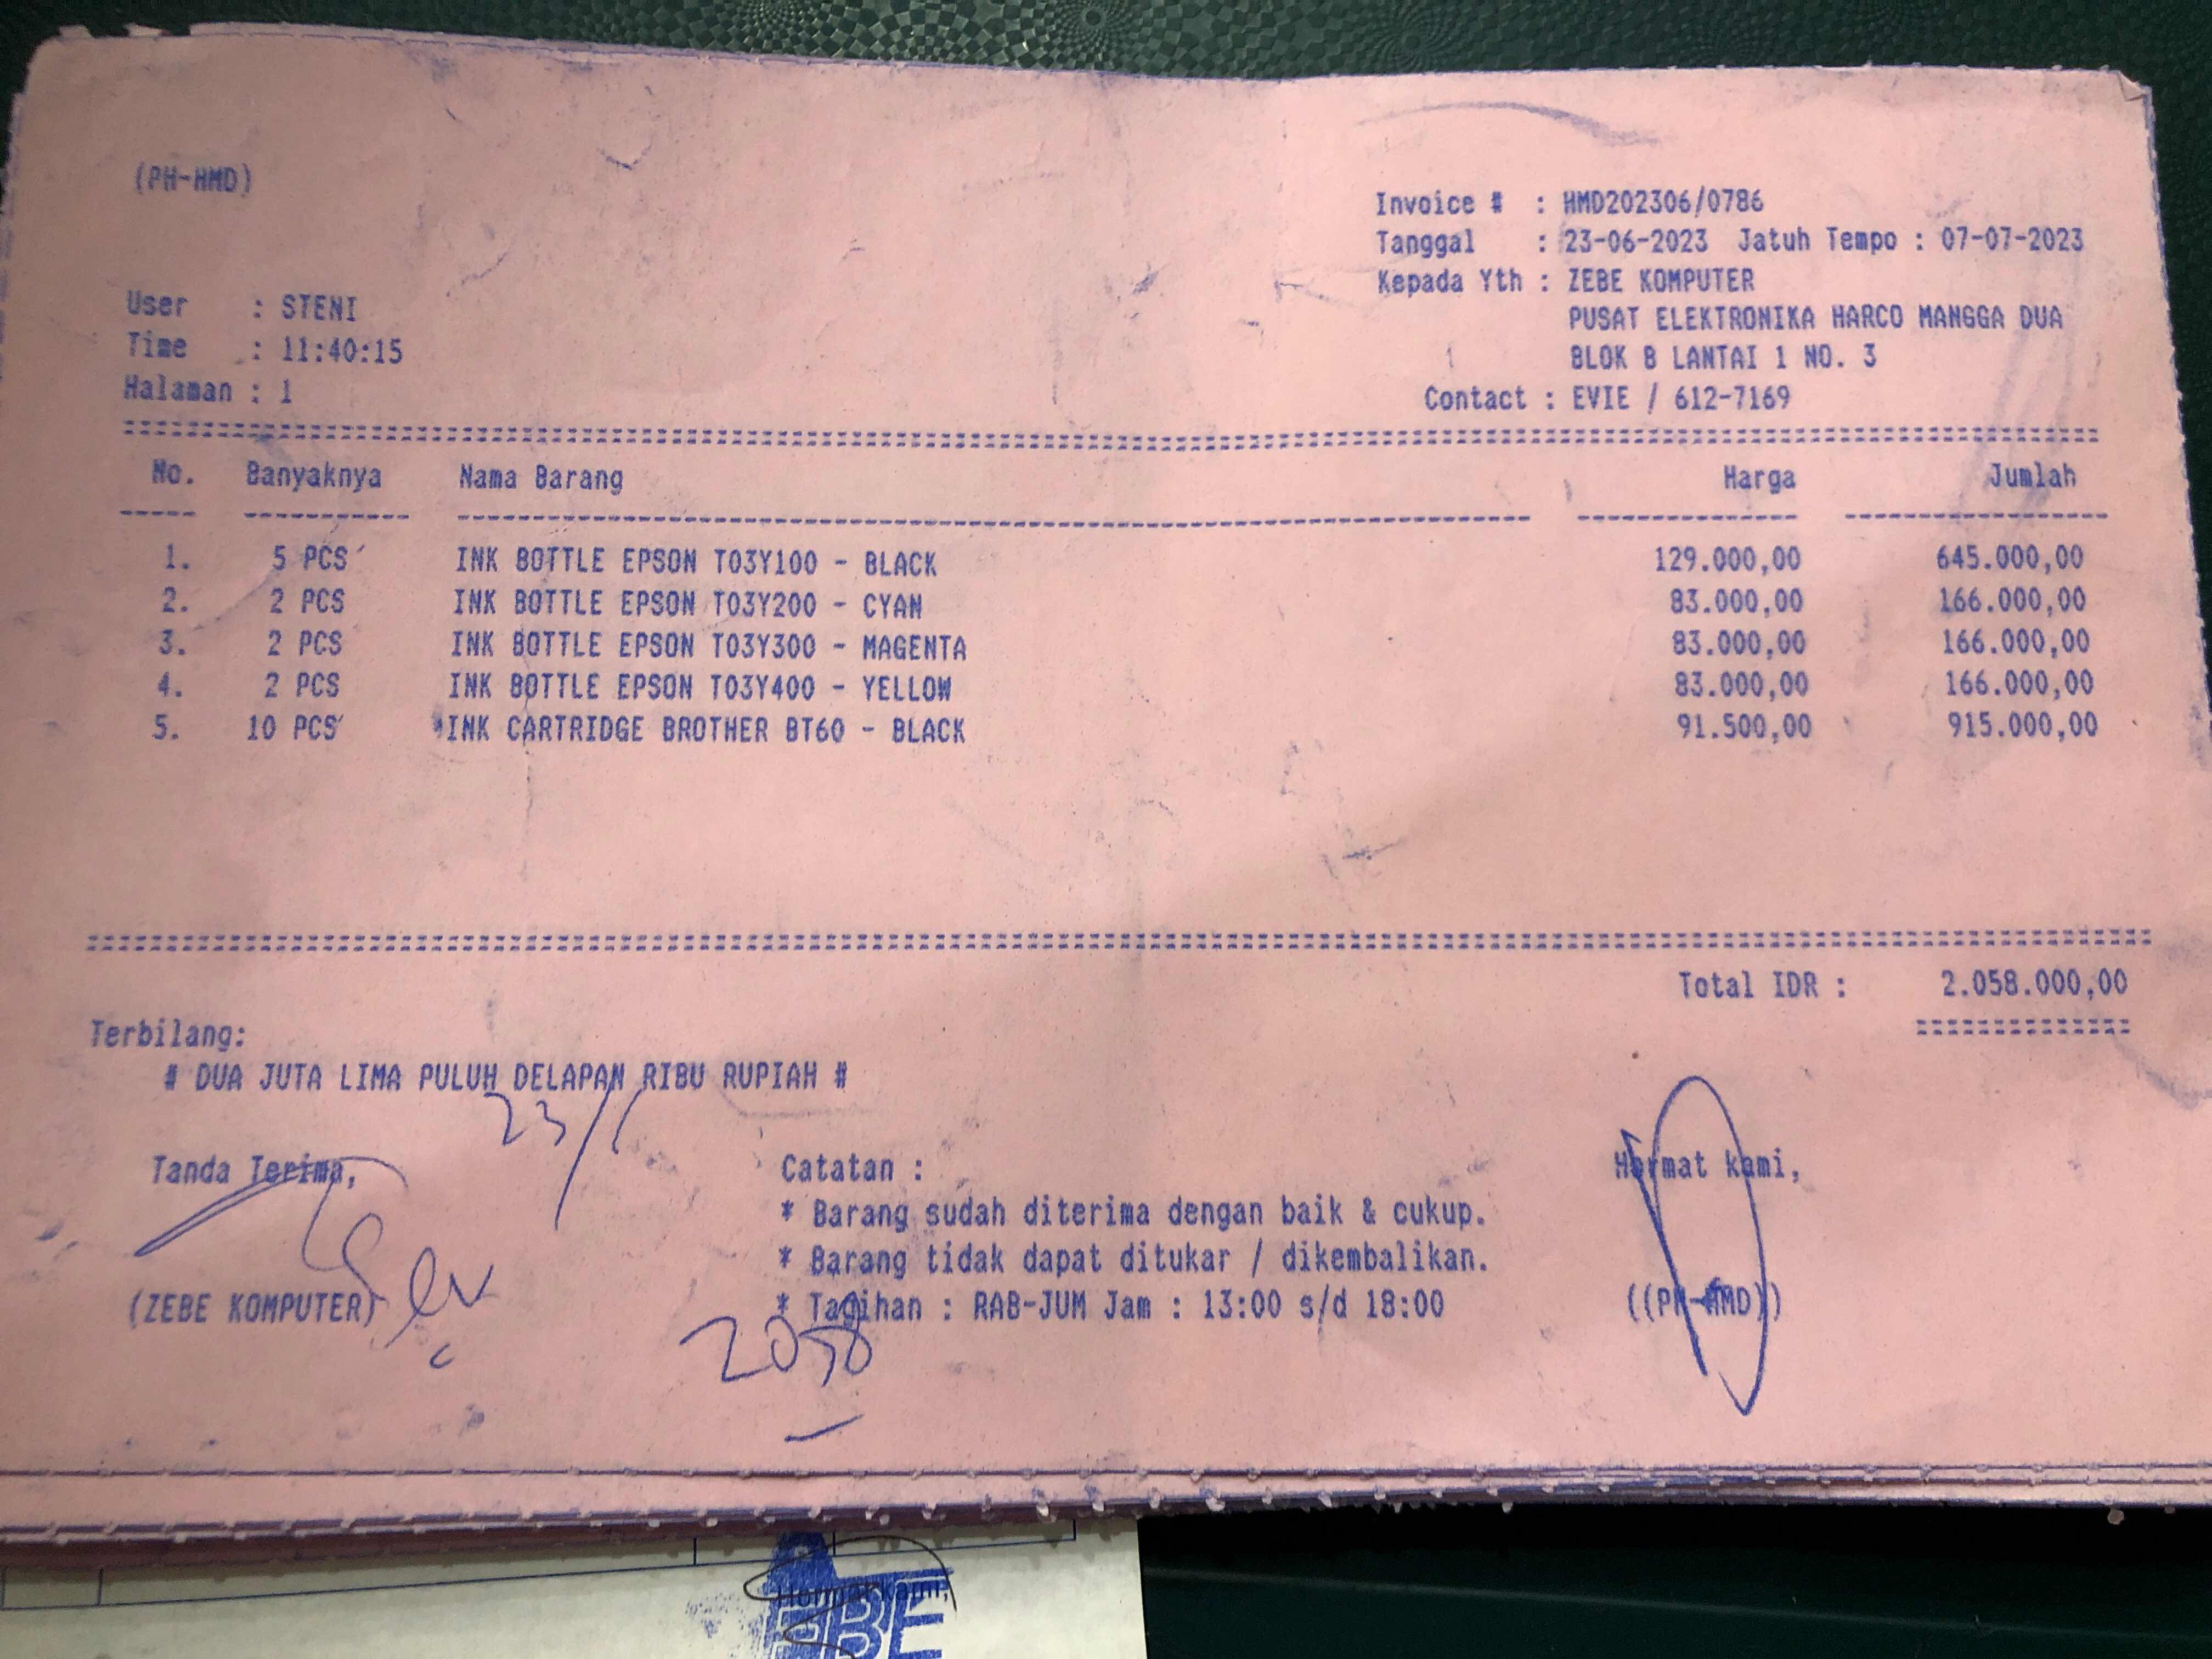 (PH-HMD)
Invoice # : HMD202306/0786
Tanggal : 23-06-2023 Jatuh Tempo : 07-07-2023
Kepada Yth : ZEBE KOMPUTER
PUSAT ELEKTRONIKA HARCO MANGGA DUA
BLOK B LANTAI 1 NO. 3
Contact : EVIE / 612-7169
User : STENI
Time : 11:40:15
Halaman : 1
No. Banyaknya Nama Barang Harga Jumlah
1. 5 PCS INK BOTTLE EPSON T03Y100 - BLACK 129.000,00 645.000,00
2. 2 PCS INK BOTTLE EPSON T03Y200 - CYAN 83.000,00 166.000,00
3. 2 PCS INK BOTTLE EPSON T03Y300 - MAGENTA 83.000,00 166.000,00
4. 2 PCS INK BOTTLE EPSON T03Y400 - YELLOW 83.000,00 166.000,00
5. 10 PCS INK CARTRIDGE BROTHER BT60 - BLACK 91.500,00 915.000,00
Total IDR : 2.058.000,00
Terbilang:
# DUA JUTA LIMA PULUH DELAPAN RIBU RUPIAH #
Tanda Terima,
(ZEBE KOMPUTER)
Catatan :
* Barang sudah diterima dengan baik & cukup.
* Barang tidak dapat ditukar / dikembalikan.
* Tagihan : RAB-JUM Jam : 13:00 s/d 18:00
2058
Hormat kami,
((PH-HMD))
Hormat kami,